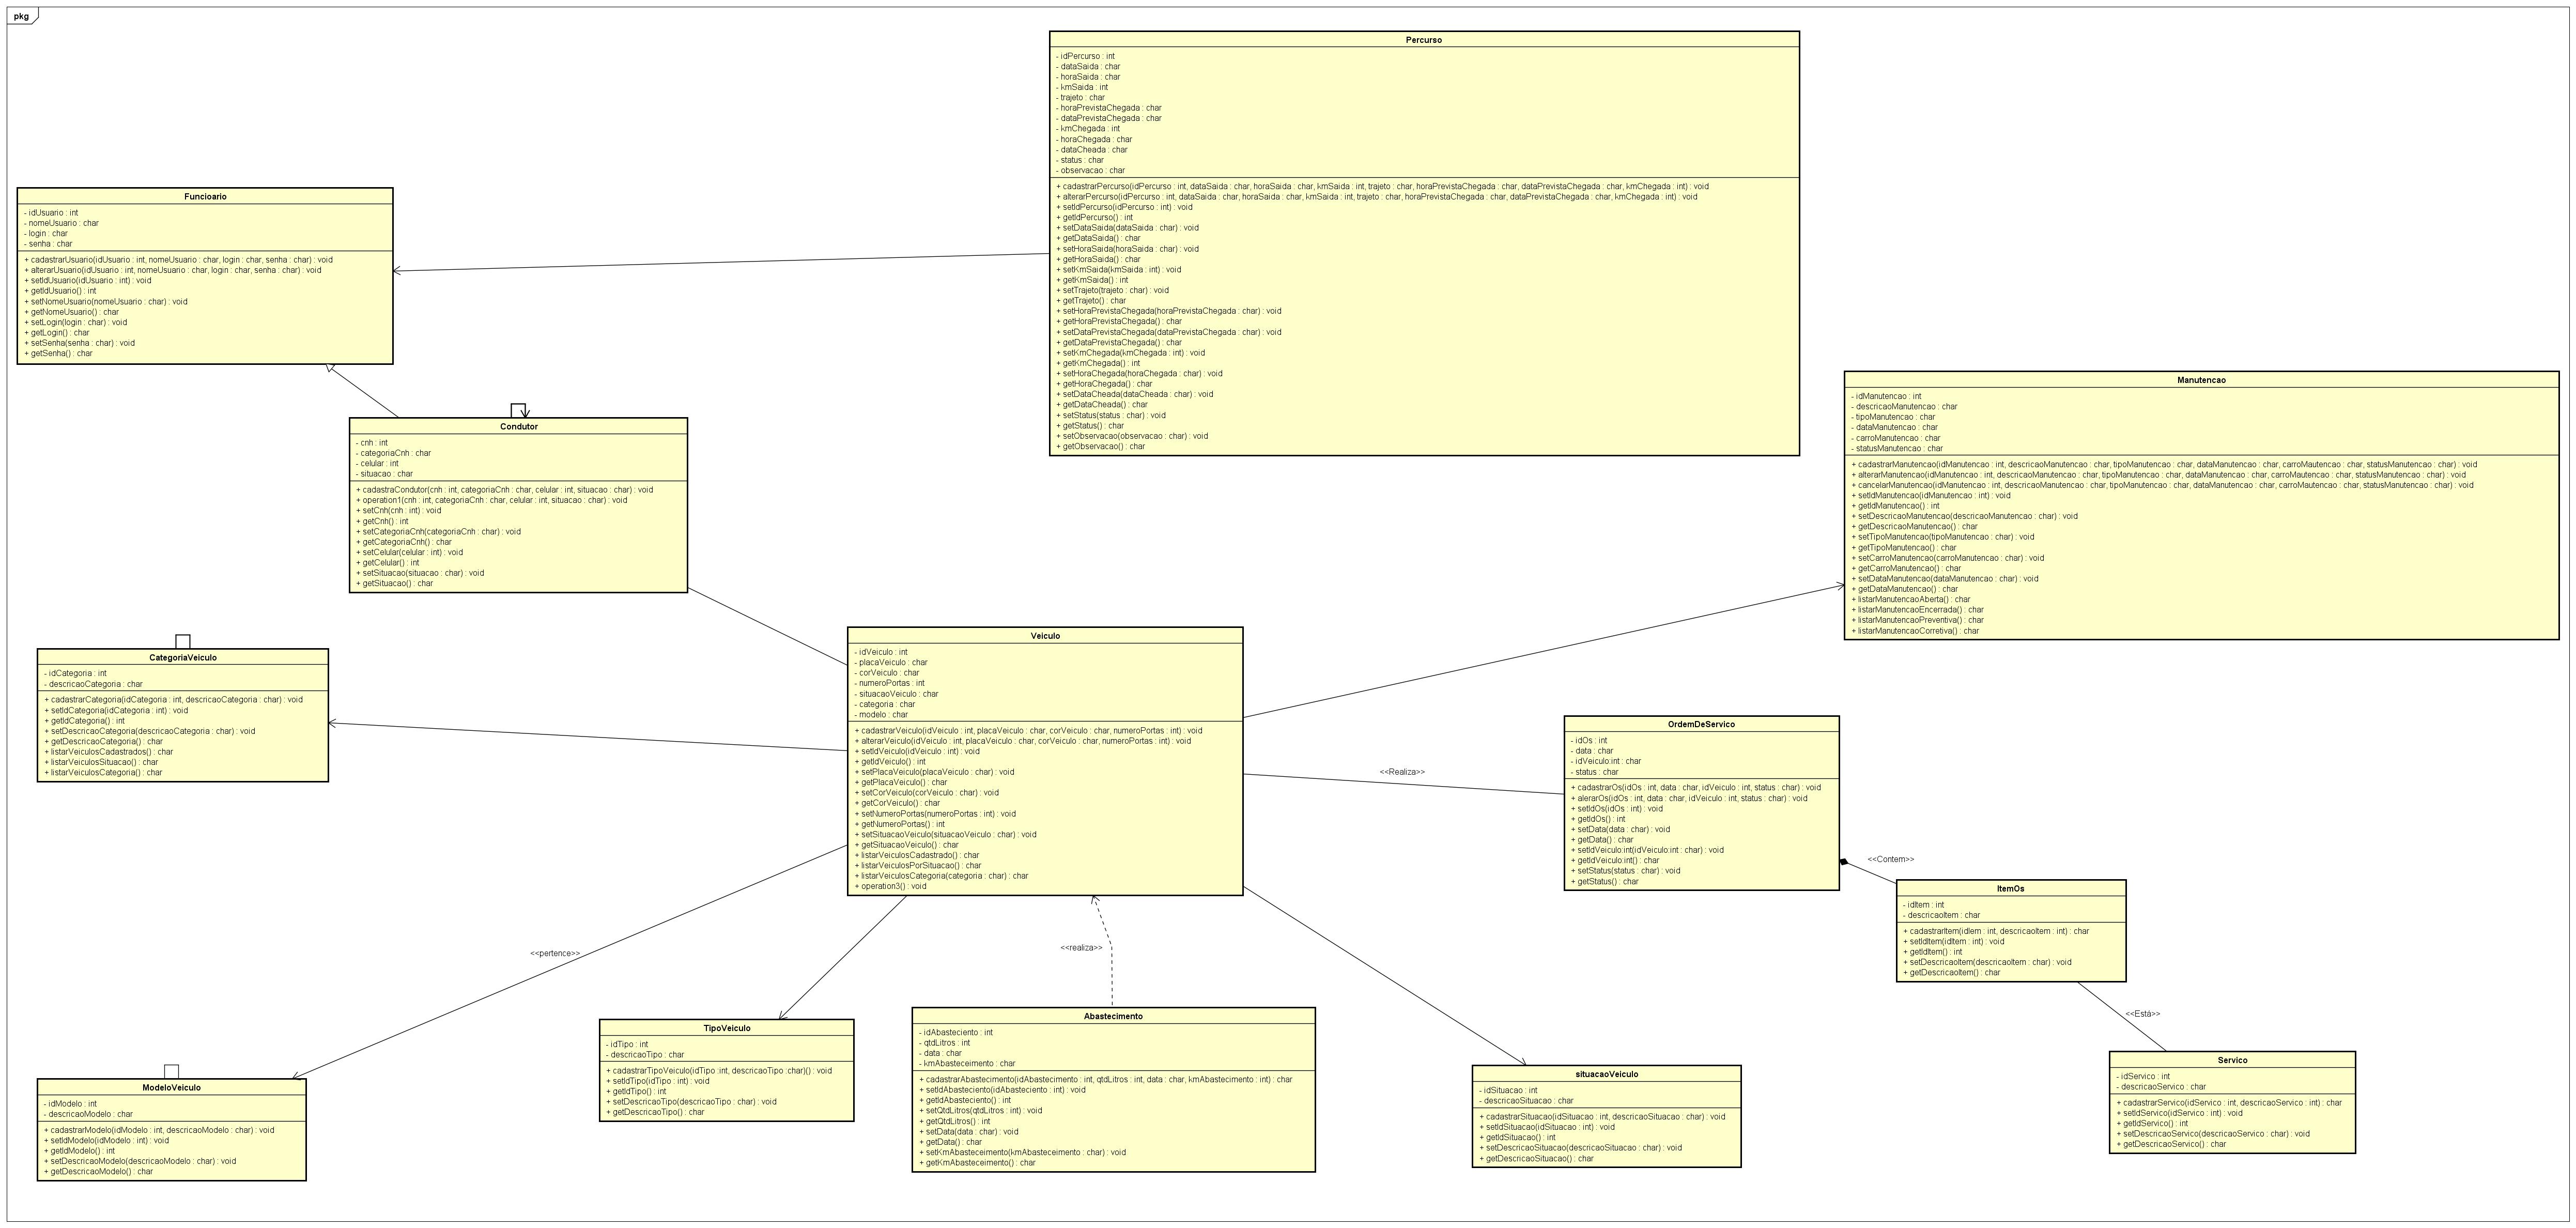 pkg
Percurso
- idPercurso : int
- dataSaida : char
- horaSaida : char
- kmSaida : int
- trajeto : char
- horaPrevistaChegada : char
- dataPrevistaChegada : char
- kmChegada : int
- horaChegada : char
- dataCheada : char
- status : char
- observacao : char
+ cadastrarPercurso(idPercurso : int, dataSaida : char, horaSaida : char, kmSaida : int, trajeto : char, horaPrevistaChegada : char, dataPrevistaChegada : char, kmChegada : int) : void
+ alterarPercurso(idPercurso : int, dataSaida : char, horaSaida : char, kmSaida : int, trajeto : char, horaPrevistaChegada : char, dataPrevistaChegada : char, kmChegada : int) : void
+ setIdPercurso(idPercurso : int) : void
+ getIdPercurso() : int
+ setDataSaida(dataSaida : char) : void
+ getDataSaida() : char
+ setHoraSaida(horaSaida : char) : void
+ getHoraSaida() : char
+ setKmSaida(kmSaida : int) : void
+ getKmSaida() : int
+ setTrajeto(trajeto : char) : void
+ getTrajeto() : char
+ setHoraPrevistaChegada(horaPrevistaChegada : char) : void
+ getHoraPrevistaChegada() : char
+ setDataPrevistaChegada(dataPrevistaChegada : char) : void
+ getDataPrevistaChegada() : char
+ setKmChegada(kmChegada : int) : void
+ getKmChegada() : int
+ setHoraChegada(horaChegada : char) : void
+ getHoraChegada() : char
+ setDataCheada(dataCheada : char) : void
+ getDataCheada() : char
+ setStatus(status : char) : void
+ getStatus() : char
+ setObservacao(observacao : char) : void
+ getObservacao() : char
Funcioario
- idUsuario : int
- nomeUsuario : char
- login : char
- senha : char
+ cadastrarUsuario(idUsuario : int, nomeUsuario : char, login : char, senha : char) : void
+ alterarUsuario(idUsuario : int, nomeUsuario : char, login : char, senha : char) : void
+ setIdUsuario(idUsuario : int) : void
+ getIdUsuario() : int
+ setNomeUsuario(nomeUsuario : char) : void
+ getNomeUsuario() : char
+ setLogin(login : char) : void
+ getLogin() : char
+ setSenha(senha : char) : void
+ getSenha() : char
Manutencao
- idManutencao : int
- descricaoManutencao : char
- tipoManutencao : char
- dataManutencao : char
- carroManutencao : char
- statusManutencao : char
+ cadastrarManutencao(idManutencao : int, descricaoManutencao : char, tipoManutencao : char, dataManutencao : char, carroMautencao : char, statusManutencao : char) : void
+ alterarManutencao(idManutencao : int, descricaoManutencao : char, tipoManutencao : char, dataManutencao : char, carroMautencao : char, statusManutencao : char) : void
+ cancelarManutencao(idManutencao : int, descricaoManutencao : char, tipoManutencao : char, dataManutencao : char, carroMautencao : char, statusManutencao : char) : void
+ setIdManutencao(idManutencao : int) : void
+ getIdManutencao() : int
+ setDescricaoManutencao(descricaoManutencao : char) : void
+ getDescricaoManutencao() : char
+ setTipoManutencao(tipoManutencao : char) : void
+ getTipoManutencao() : char
+ setCarroManutencao(carroManutencao : char) : void
+ getCarroManutencao() : char
+ setDataManutencao(dataManutencao : char) : void
+ getDataManutencao() : char
+ listarManutencaoAberta() : char
+ listarManutencaoEncerrada() : char
+ listarManutencaoPreventiva() : char
+ listarManutencaoCorretiva() : char
Condutor
- cnh : int
- categoriaCnh : char
- celular : int
- situacao : char
+ cadastraCondutor(cnh : int, categoriaCnh : char, celular : int, situacao : char) : void
+ operation1(cnh : int, categoriaCnh : char, celular : int, situacao : char) : void
+ setCnh(cnh : int) : void
+ getCnh() : int
+ setCategoriaCnh(categoriaCnh : char) : void
+ getCategoriaCnh() : char
+ setCelular(celular : int) : void
+ getCelular() : int
+ setSituacao(situacao : char) : void
+ getSituacao() : char
Veiculo
- idVeiculo : int
- placaVeiculo : char
- corVeiculo : char
- numeroPortas : int
- situacaoVeiculo : char
- categoria : char
- modelo : char
+ cadastrarVeiculo(idVeiculo : int, placaVeiculo : char, corVeiculo : char, numeroPortas : int) : void
+ alterarVeiculo(idVeiculo : int, placaVeiculo : char, corVeiculo : char, numeroPortas : int) : void
+ setIdVeiculo(idVeiculo : int) : void
+ getIdVeiculo() : int
+ setPlacaVeiculo(placaVeiculo : char) : void
+ getPlacaVeiculo() : char
+ setCorVeiculo(corVeiculo : char) : void
+ getCorVeiculo() : char
+ setNumeroPortas(numeroPortas : int) : void
+ getNumeroPortas() : int
+ setSituacaoVeiculo(situacaoVeiculo : char) : void
+ getSituacaoVeiculo() : char
+ listarVeiculosCadastrado() : char
+ listarVeiculosPorSituacao() : char
+ listarVeiculosCategoria(categoria : char) : char
+ operation3() : void
CategoriaVeiculo
- idCategoria : int
- descricaoCategoria : char
+ cadastrarCategoria(idCategoria : int, descricaoCategoria : char) : void
+ setIdCategoria(idCategoria : int) : void
+ getIdCategoria() : int
+ setDescricaoCategoria(descricaoCategoria : char) : void
+ getDescricaoCategoria() : char
+ listarVeiculosCadastrados() : char
+ listarVeiculosSituacao() : char
+ listarVeiculosCategoria() : char
<<Realiza>>
OrdemDeServico
- idOs : int
- data : char
- idVeiculo:int : char
- status : char
+ cadastrarOs(idOs : int, data : char, idVeiculo : int, status : char) : void
+ alerarOs(idOs : int, data : char, idVeiculo : int, status : char) : void
+ setIdOs(idOs : int) : void
+ getIdOs() : int
+ setData(data : char) : void
+ getData() : char
+ setIdVeiculo:int(idVeiculo:int : char) : void
+ getIdVeiculo:int() : char
+ setStatus(status : char) : void
+ getStatus() : char
<<Contem>>
ItemOs
- idItem : int
- descricaoItem : char
+ cadastrarItem(idIem : int, descricaoItem : int) : char
+ setIdItem(idItem : int) : void
+ getIdItem() : int
+ setDescricaoItem(descricaoItem : char) : void
+ getDescricaoItem() : char
<<pertence>>
<<realiza>>
<<Está>>
ModeloVeiculo
- idModelo : int
- descricaoModelo : char
+ cadastrarModelo(idModelo : int, descricaoModelo : char) : void
+ setIdModelo(idModelo : int) : void
+ getIdModelo() : int
+ setDescricaoModelo(descricaoModelo : char) : void
+ getDescricaoModelo() : char
TipoVeiculo
- idTipo : int
- descricaoTipo : char
+ cadastrarTipoVeiculo(idTipo :int, descricaoTipo :char)() : void
+ setIdTipo(idTipo : int) : void
+ getIdTipo() : int
+ setDescricaoTipo(descricaoTipo : char) : void
+ getDescricaoTipo() : char
Abastecimento
- idAbasteciento : int
- qtdLitros : int
- data : char
- kmAbasteceimento : char
+ cadastrarAbastecimento(idAbastecimento : int, qtdLitros : int, data : char, kmAbastecimento : int) : char
+ setIdAbasteciento(idAbasteciento : int) : void
+ getIdAbasteciento() : int
+ setQtdLitros(qtdLitros : int) : void
+ getQtdLitros() : int
+ setData(data : char) : void
+ getData() : char
+ setKmAbasteceimento(kmAbasteceimento : char) : void
+ getKmAbasteceimento() : char
situacaoVeiculo
- idSituacao : int
- descricaoSituacao : char
+ cadastrarSituacao(idSituacao : int, descricaoSituacao : char) : void
+ setIdSituacao(idSituacao : int) : void
+ getIdSituacao() : int
+ setDescricaoSituacao(descricaoSituacao : char) : void
+ getDescricaoSituacao() : char
Servico
- idServico : int
- descricaoServico : char
+ cadastrarServico(idServico : int, descricaoServico : int) : char
+ setIdServico(idServico : int) : void
+ getIdServico() : int
+ setDescricaoServico(descricaoServico : char) : void
+ getDescricaoServico() : char